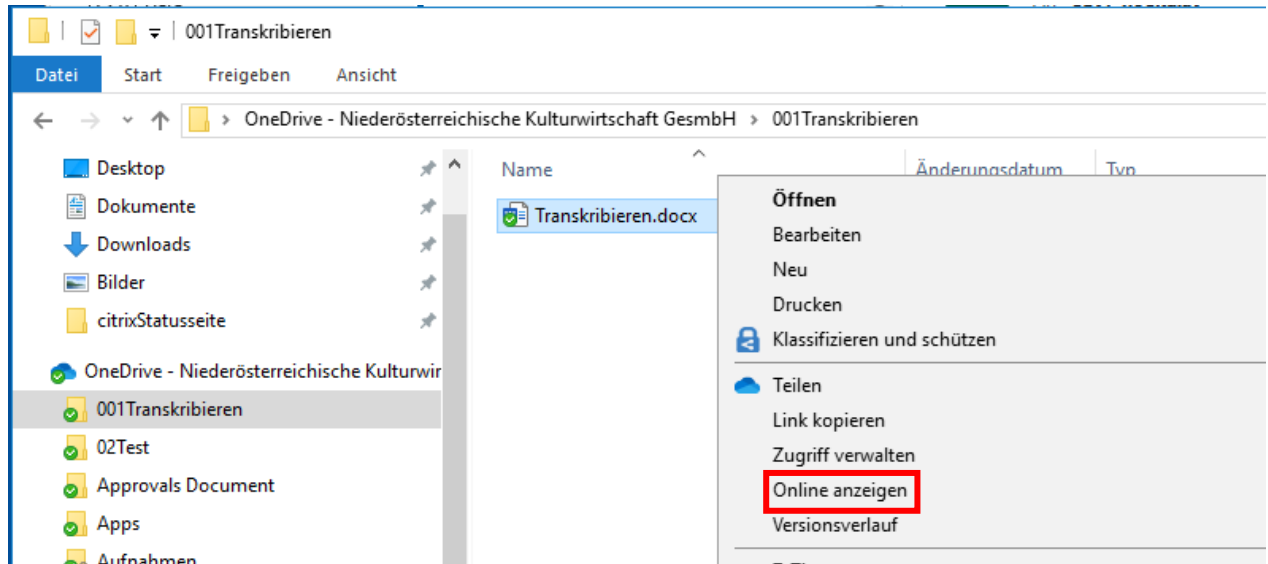 001Transkribieren
Datei Start Freigeben Ansicht
OneDrive - Niederösterreichische Kulturwirtschaft GesmbH > 001Transkribieren
Desktop
Dokumente
Downloads
Bilder
citrixStatusseite
OneDrive - Niederösterreichische Kulturwir
001Transkribieren
02Test
Approvals Document
Apps
Aufnahmen
Name Änderungsdatum Typ
Transkribieren.docx
Öffnen
Bearbeiten
Neu
Drucken
Klassifizieren und schützen
Teilen
Link kopieren
Zugriff verwalten
Online anzeigen
Versionsverlauf